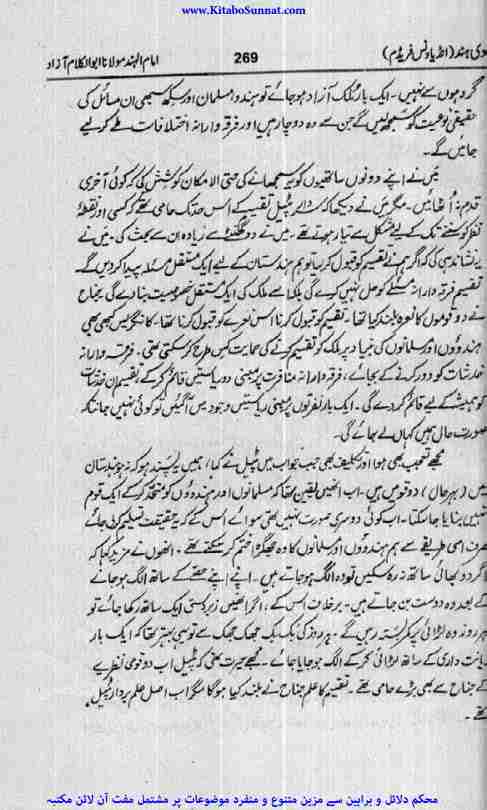 www.KitaboSunnat.com
دی ہند (انڈیا ونس فریڈم) 269 امام الہند مولانا ابوالکلام آزاد
گروہوں سے نہیں۔ ایک بار ملک آزاد ہو جائے تو ہندو مسلمان اور سکھ سبھی ان مسائل کی
حقیقی نوعیت کو سمجھ لیں گے جن سے وہ دوچار ہیں اور فرقہ وارانہ اختلافات طے کر لیے
جائیں گے۔
میں نے اپنے دونوں ساتھیوں کو یہ سمجھانے کی حتی الامکان کوشش کی کہ کوئی آخری
قدم نہ اُٹھائیں۔ مگر میں نے دیکھا کہ سردار پٹیل تقسیم کے اس حد تک حامی تھے کہ کسی اور نقطۂ
نظر کو سننے تک کے لیے مشکل سے تیار ہوتے تھے۔ میں نے دو گھنٹے سے زیادہ ان سے بحث کی۔ میں نے
یہ نشاندہی کی کہ اگر ہم نے تقسیم کو قبول کر لیا تو ہم ہندستان کے لیے ایک مستقل مسئلہ پیدا کر دیں گے۔
تقسیم فرقہ وارانہ مسئلے کو حل نہیں کرے گی بلکہ اسے ملک کی ایک مستقل خصوصیت بنا دے گی جناح
نے دو قوموں کا نعرہ بلند کیا تھا۔ تقسیم کو قبول کرنا اس نعرے کو قبول کرنا تھا۔ کانگریس کبھی بھی
ہندوؤں اور مسلمانوں کی بنیاد پر ملک کو تقسیم کرنے کی حمایت کس طرح کر سکتی تھی۔ فرقہ وارانہ
خدشات کو دور کرنے کے بجائے، فرقہ وارانہ منافرت پر مبنی دو ریاستیں قائم کر کے تقسیم ان خدشات
کو ہمیشہ کے لیے قائم کر دے گی۔ ایک بار نفرتوں پر مبنی ریاستیں وجود میں آگئیں تو کوئی نہیں جانتا کہ
صورت حال ہمیں کہاں لے جائے گی۔
مجھے تعجب بھی ہوا اور تکلیف بھی جب جواب میں پٹیل نے کہا، ہمیں یہ پسند ہو کہ نہ ہو ہندستان
میں (بہر حال) دو قومیں ہیں۔ اب انھیں یقین تھا کہ مسلمانوں اور ہندوؤں کو متحد کر کے ایک قوم
نہیں بنایا جا سکتا۔ اب کوئی دوسری صورت نہیں تھی سوائے اس کے کہ یہ حقیقت تسلیم کر لی جائے
صرف اسی طریقے سے ہم ہندوؤں اور مسلمانوں کا وہ جھگڑا ختم کر سکتے تھے۔ انھوں نے مزید کہا کہ
اگر دو بھائی ساتھ نہ رہ سکیں تو وہ الگ ہو جاتے ہیں۔ اپنے اپنے حصے کے ساتھ الگ ہو جانے
کے بعد وہ دوست بن جاتے ہیں۔ برخلاف اس کے، اگر انھیں زبردستی ایک ساتھ رکھا جائے تو
ہر روز وہ لڑائی پر کمر بستہ رہیں گے۔ ہر روز کی بک بک جھک جھک سے تو یہی بہتر تھا کہ ایک بار
دیانت داری کے ساتھ لڑائی کر کے الگ ہو جایا جائے۔ مجھے حیرت تھی کہ پٹیل اب دو قومی نظریے
کے جناح سے بھی بڑے حامی تھے۔ تقسیم کا علم جناح نے بلند کیا ہوگا مگر اب اصل علم بردار پٹیل
تھے۔
محکم دلائل و براہین سے مزین متنوع و منفرد موضوعات پر مشتمل مفت آن لائن مکتبہ